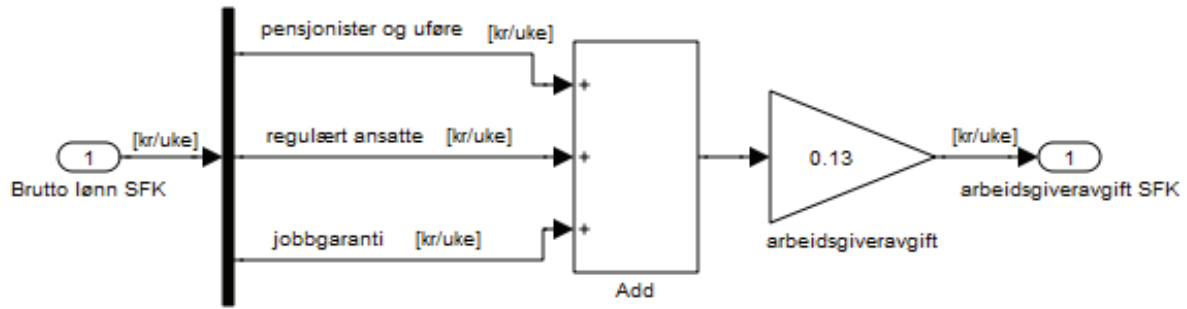 pensjonister og uføre [kr/uke]
[kr/uke] regulært ansatte [kr/uke] [kr/uke]
1 + + + 0.13 1
Brutto lønn SFK arbeidsgiveravgift SFK
jobbgaranti [kr/uke] arbeidsgiveravgift
Add